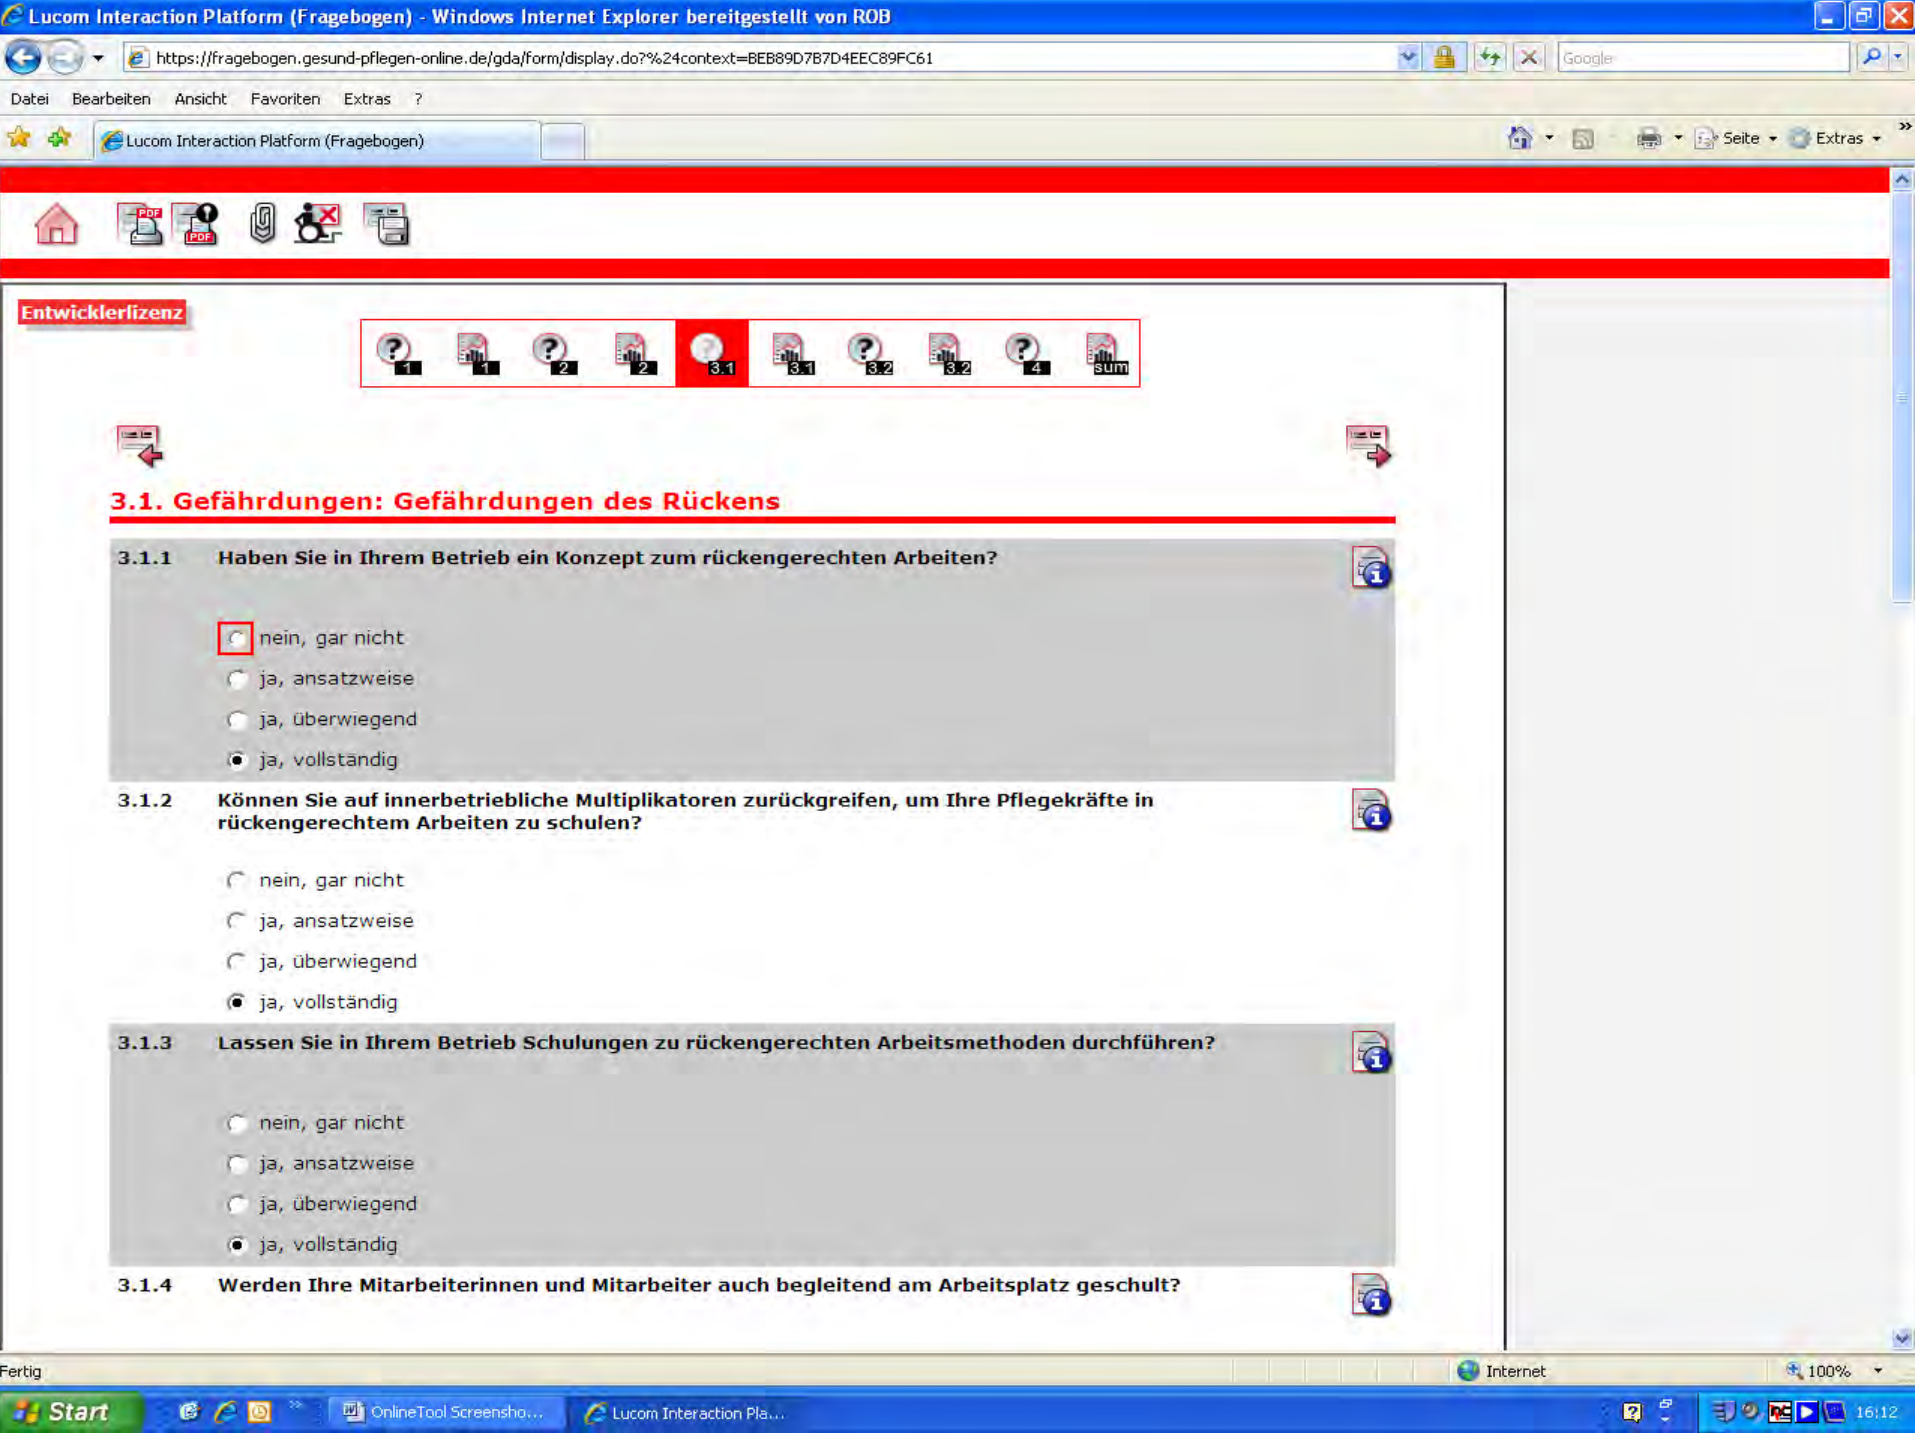 Lucom Interaction Platform (Fragebogen) - Windows Internet Explorer bereitgestellt von ROB
https://fragebogen.gesund-pflegen-online.de/gda/form/display.do?%24context=BEB89D7B7D4EEC89FC61
Google
Datei Bearbeiten Ansicht Favoriten Extras ?
Lucom Interaction Platform (Fragebogen)
Seite Extras »
PDF PDF
Entwicklerlizenz
? 1 1 ? 2 2 ? 3.1 3.1 ? 3.2 3.2 ? 4 sum
3.1. Gefährdungen: Gefährdungen des Rückens
3.1.1 Haben Sie in Ihrem Betrieb ein Konzept zum rückengerechten Arbeiten?
nein, gar nicht
ja, ansatzweise
ja, überwiegend
ja, vollständig
3.1.2 Können Sie auf innerbetriebliche Multiplikatoren zurückgreifen, um Ihre Pflegekräfte in
rückengerechtem Arbeiten zu schulen?
nein, gar nicht
ja, ansatzweise
ja, überwiegend
ja, vollständig
3.1.3 Lassen Sie in Ihrem Betrieb Schulungen zu rückengerechten Arbeitsmethoden durchführen?
nein, gar nicht
ja, ansatzweise
ja, überwiegend
ja, vollständig
3.1.4 Werden Ihre Mitarbeiterinnen und Mitarbeiter auch begleitend am Arbeitsplatz geschult?
Fertig Internet 100%
Start » OnlineTool Screensho... Lucom Interaction Pla... 16:12